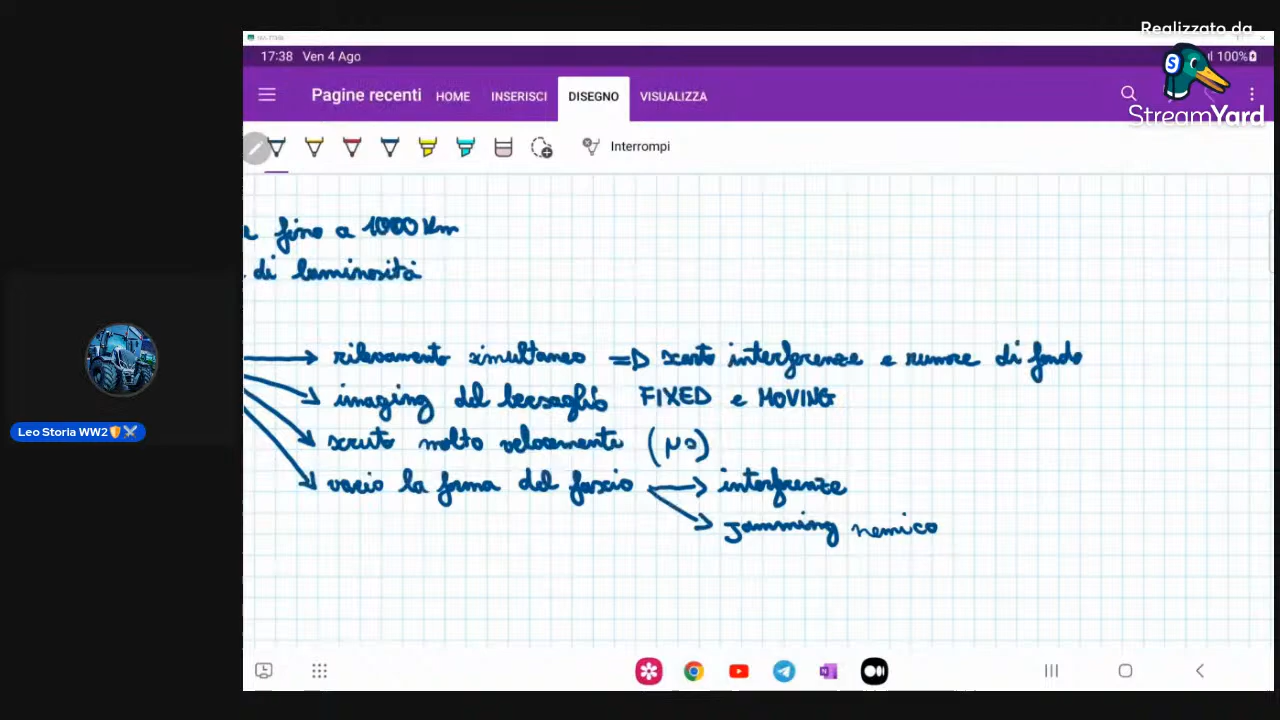 Realizzato da
StreamYard
17:38 Ven 4 Ago
100%
Pagine recenti HOME INSERISCI DISEGNO VISUALIZZA
Interrompi
fino a 1000 Km
di luminosità
rilevamento simultaneo => scarto interferenze e rumore di fondo
imaging del bersaglio FIXED e MOVING
scruto molto velocemente (μs)
vario la forma del fascio → interferenze
→ Jamming nemico
Leo Storia WW2🛡️⚔️